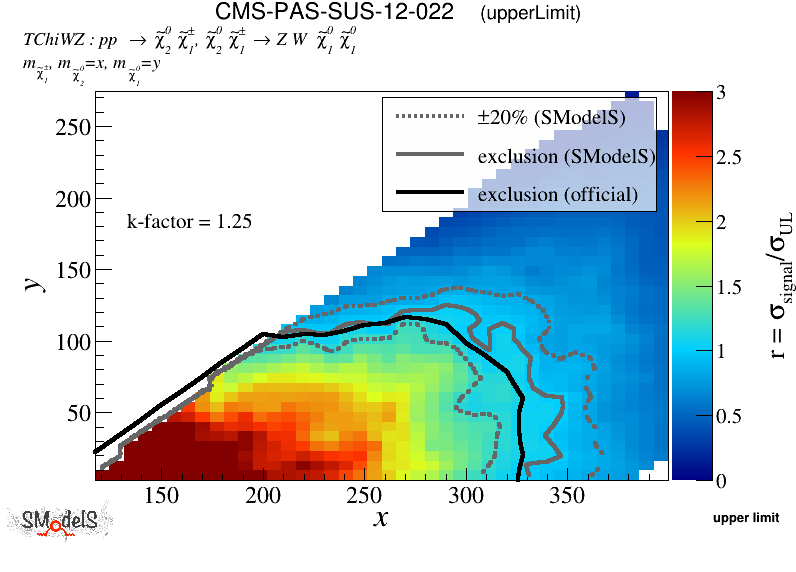 CMS-PAS-SUS-12-022 (upperLimit)
TChiWZ : pp → χ̃₂⁰ χ̃₁±, χ̃₂⁰ χ̃₁± → Z W χ̃₁⁰ χ̃₁⁰
m_χ̃₁±, m_χ̃₂⁰=x, m_χ̃₁⁰=y
±20% (SModelS)
exclusion (SModelS)
exclusion (official)
k-factor = 1.25
250
200
150
100
50
y
150 200 250 300 350
x
3
2.5
2
1.5
1
0.5
0
r = σ_signal/σ_UL
SModelS
upper limit